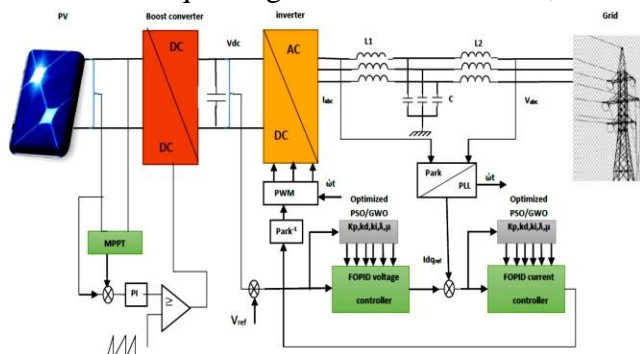 PV
Boost converter
inverter
Grid
DC
DC
Vdc
AC
DC
L1
L2
Iabc
C
Vabc
Park
PLL
ώt
PWM
ώt
Park-1
MPPT
PI
Optimized
PSO/GWO
Kp,kd,ki,λ,μ
FOPID voltage
controller
Idqref
Optimized
PSO/GWO
Kp,kd,ki,λ,μ
FOPID current
controller
Vref